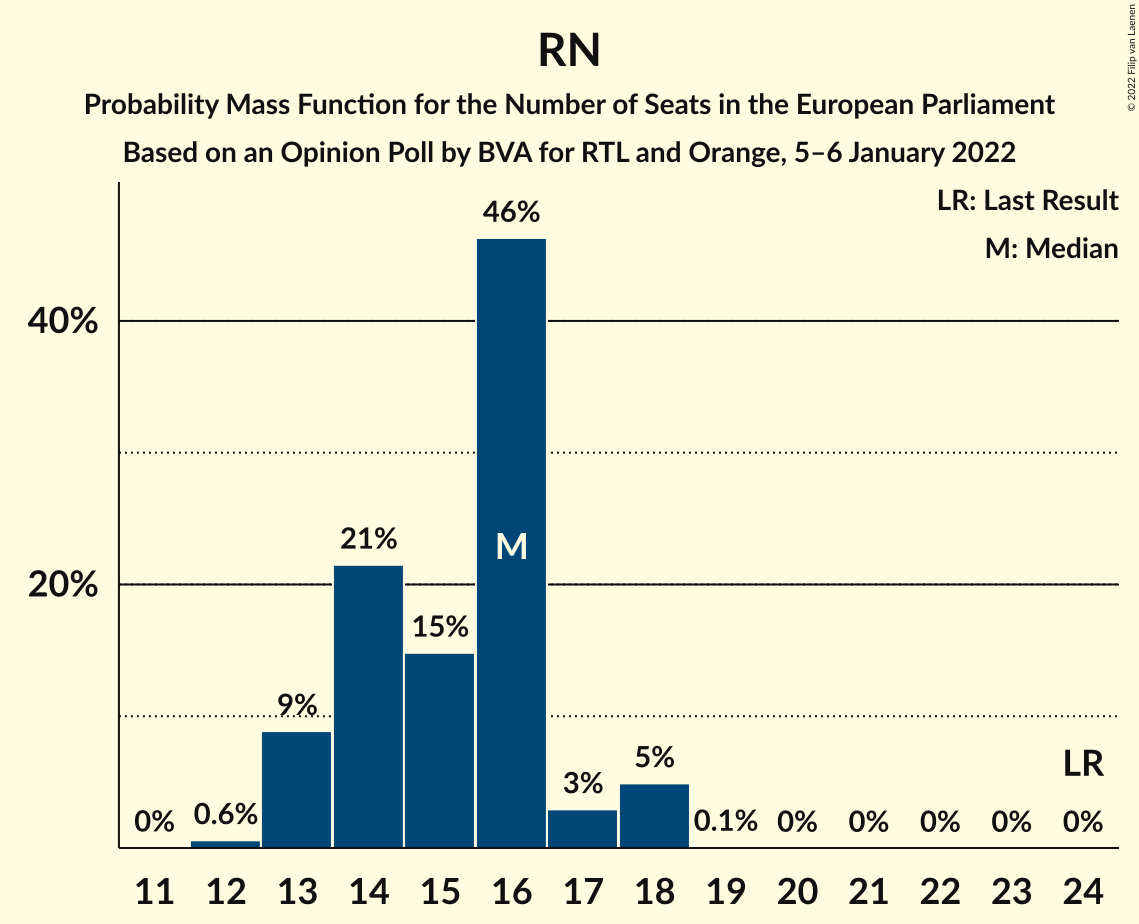 RN
Probability Mass Function for the Number of Seats in the European Parliament
Based on an Opinion Poll by BVA for RTL and Orange, 5–6 January 2022
© 2022 Filip van Laenen
LR: Last Result
M: Median
40%
20%
0%
0.6%
9%
21%
15%
46%
M
3%
5%
0.1%
0%
0%
0%
0%
LR
0%
11 12 13 14 15 16 17 18 19 20 21 22 23 24